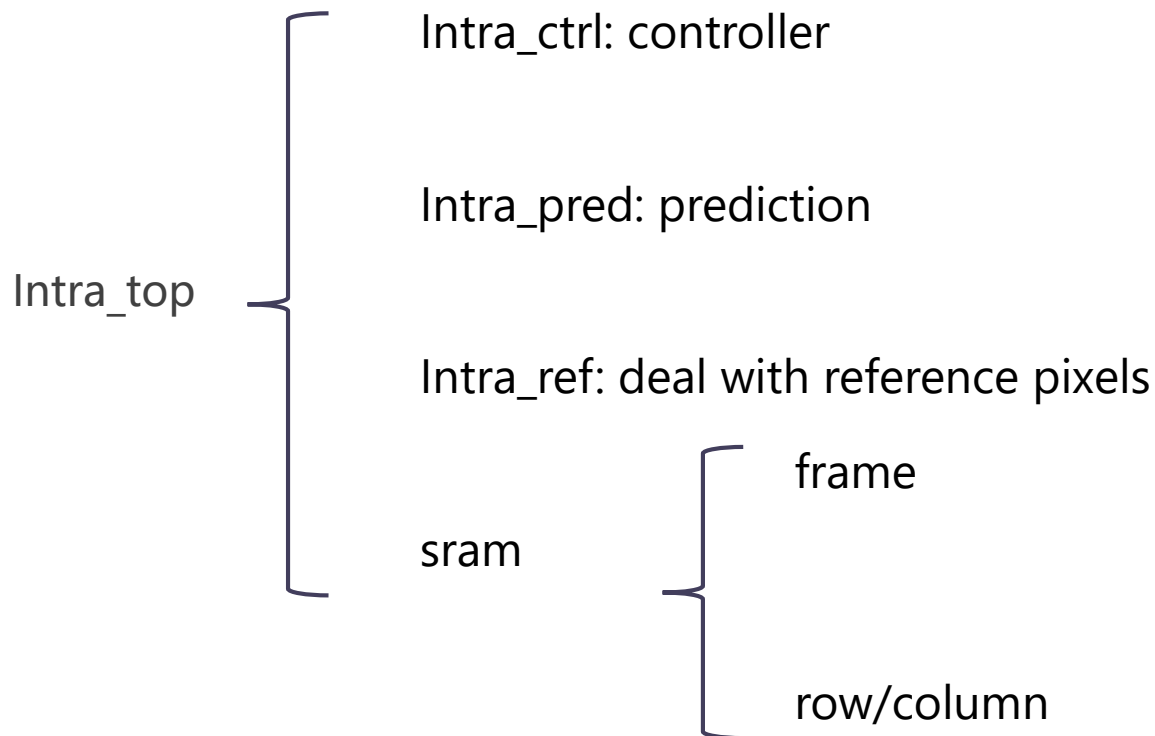 Intra_ctrl: controller
Intra_pred: prediction
Intra_top
Intra_ref: deal with reference pixels
frame
sram
row/column